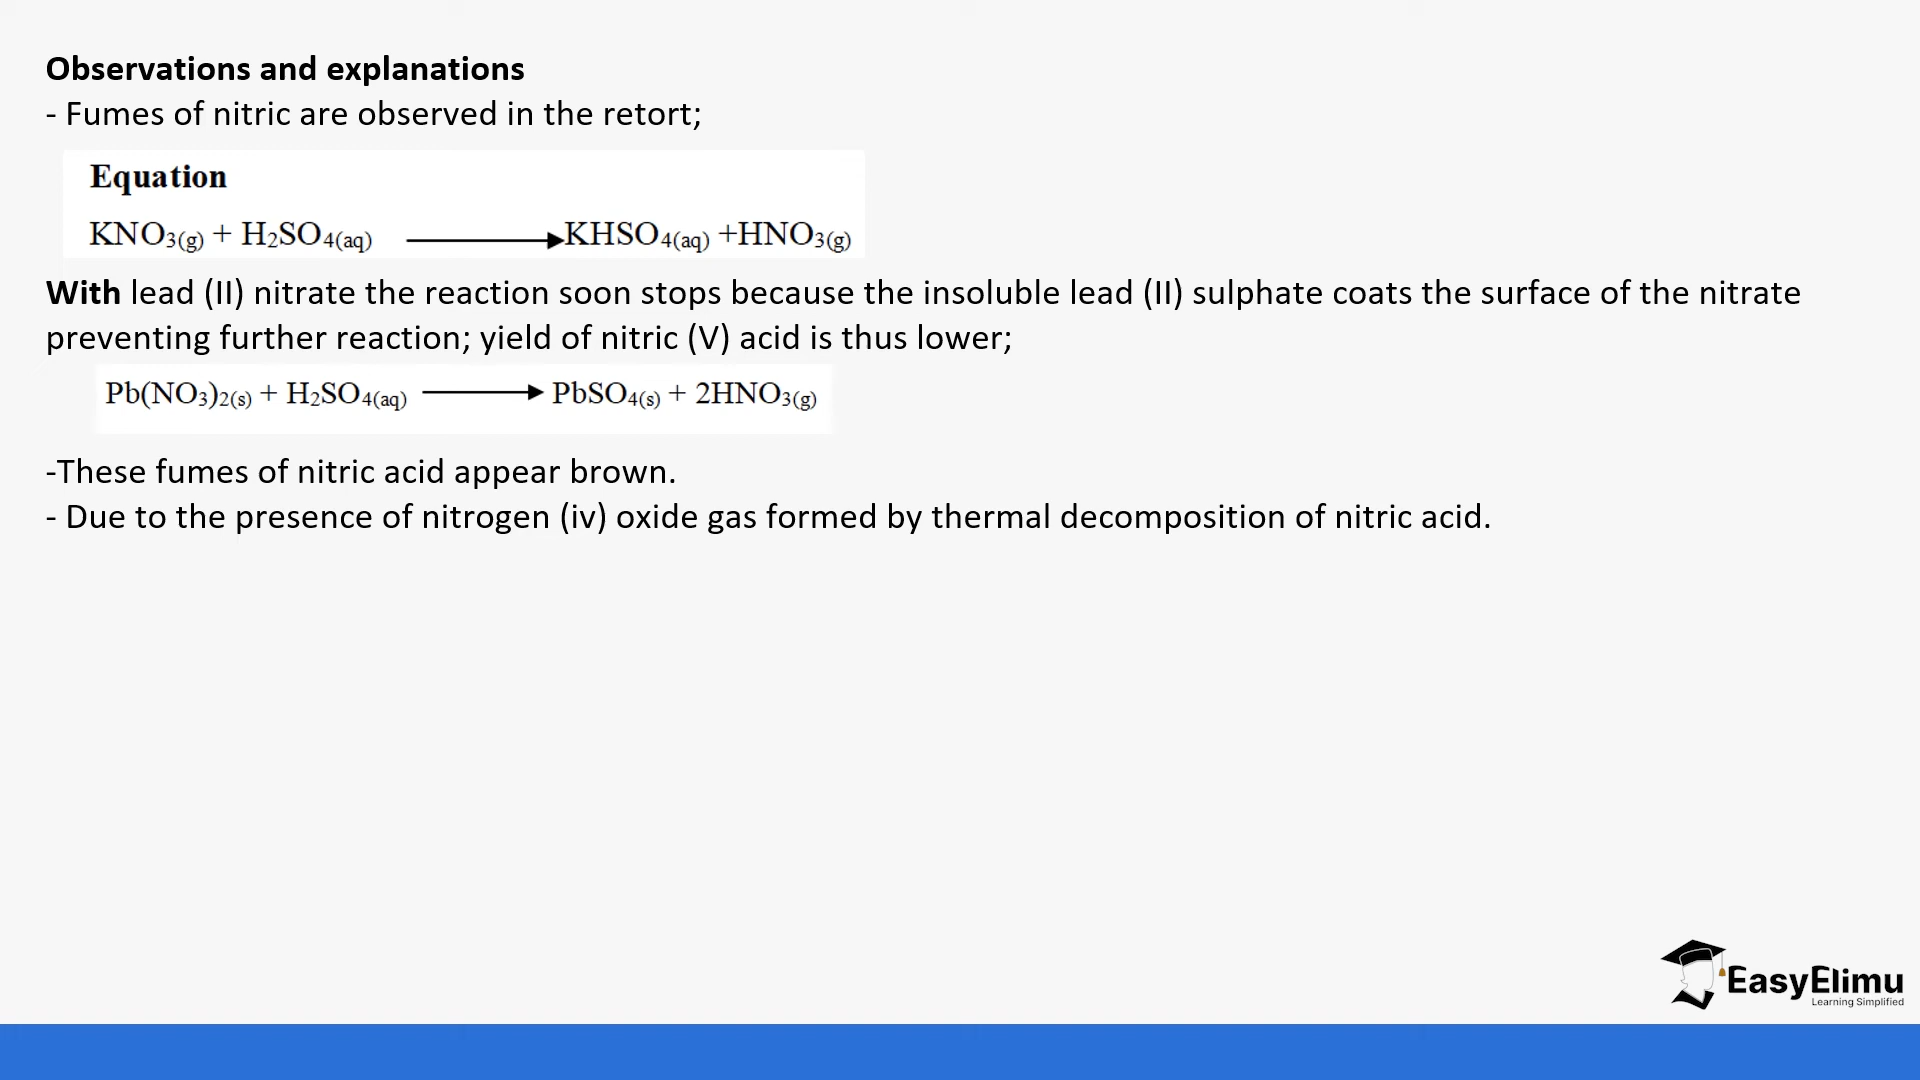 Observations and explanations
- Fumes of nitric are observed in the retort;
Equation
KNO3(g) + H2SO4(aq) ⟶ KHSO4(aq) +HNO3(g)
With lead (II) nitrate the reaction soon stops because the insoluble lead (II) sulphate coats the surface of the nitrate
preventing further reaction; yield of nitric (V) acid is thus lower;
Pb(NO3)2(s) + H2SO4(aq) ⟶ PbSO4(s) + 2HNO3(g)
-These fumes of nitric acid appear brown.
- Due to the presence of nitrogen (iv) oxide gas formed by thermal decomposition of nitric acid.
EasyElimu
Learning Simplified